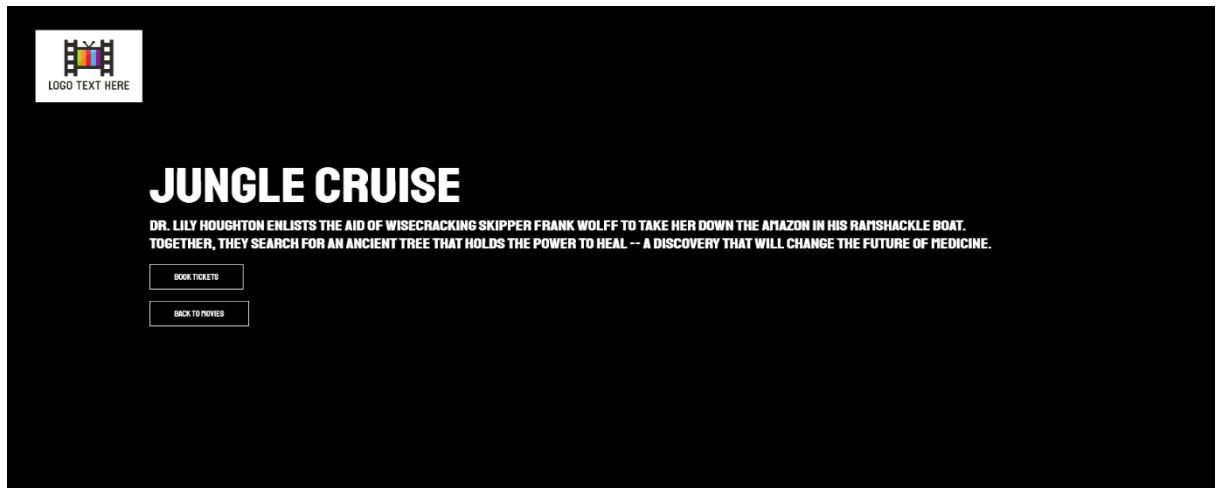 LOGO TEXT HERE
JUNGLE CRUISE
DR. LILY HOUGHTON ENLISTS THE AID OF WISECRACKING SKIPPER FRANK WOLFF TO TAKE HER DOWN THE AMAZON IN HIS RAMSHACKLE BOAT.
TOGETHER, THEY SEARCH FOR AN ANCIENT TREE THAT HOLDS THE POWER TO HEAL -- A DISCOVERY THAT WILL CHANGE THE FUTURE OF MEDICINE.
BOOK TICKETS
BACK TO MOVIES